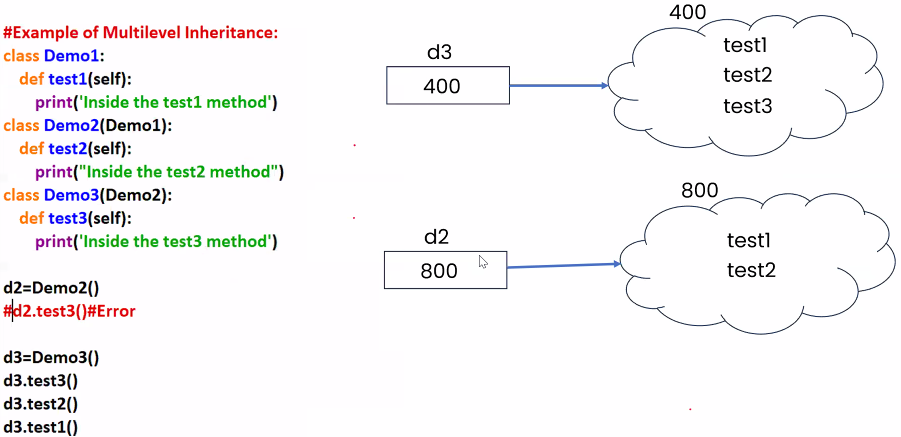 #Example of Multilevel Inheritance:
class Demo1:
  def test1(self):
    print('Inside the test1 method')
class Demo2(Demo1):
  def test2(self):
    print("Inside the test2 method")
class Demo3(Demo2):
  def test3(self):
    print('Inside the test3 method')

d2=Demo2()
#d2.test3()#Error

d3=Demo3()
d3.test3()
d3.test2()
d3.test1()
d3
400
400
test1
test2
test3
d2
800
800
test1
test2